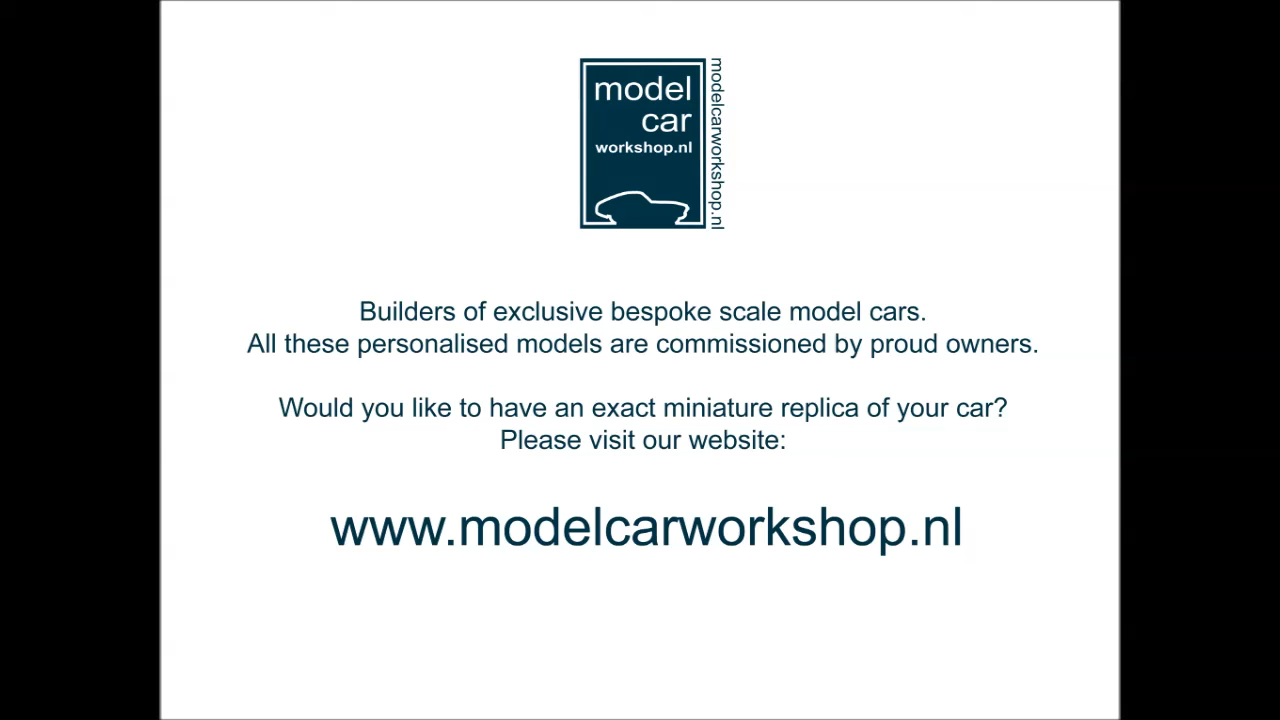 model
car
workshop.nl
modelcarworkshop.nl
Builders of exclusive bespoke scale model cars.
All these personalised models are commissioned by proud owners.
Would you like to have an exact miniature replica of your car?
Please visit our website:
www.modelcarworkshop.nl